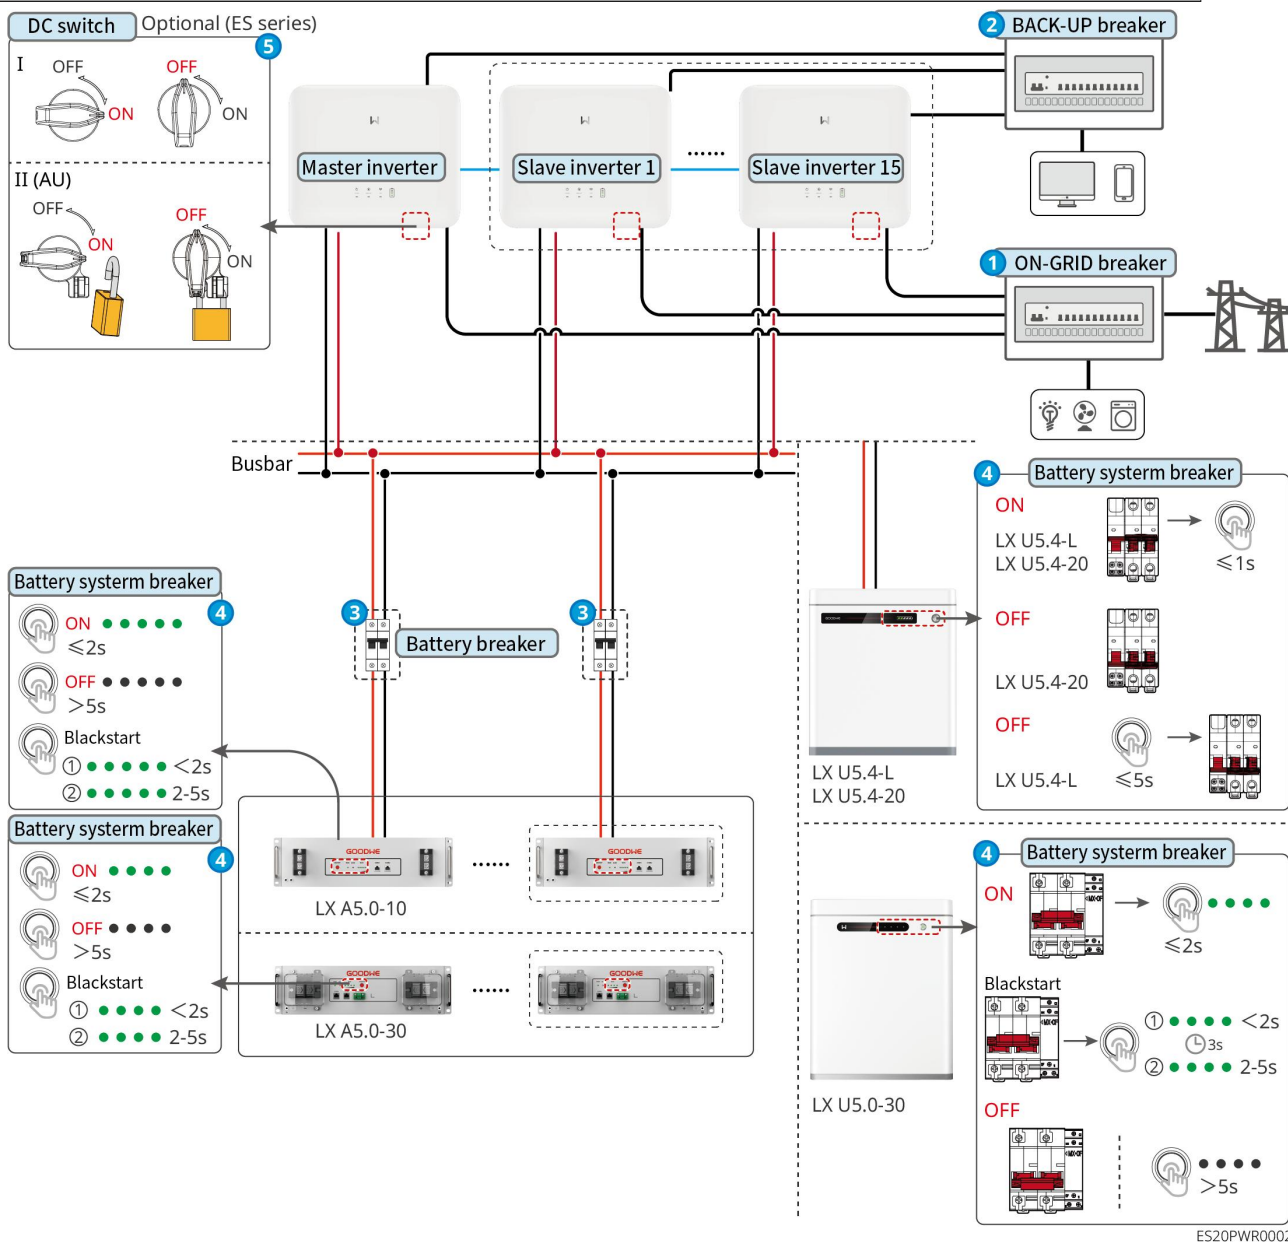 DC switch
Optional (ES series)
5
I
OFF
ON
OFF
ON
II (AU)
OFF
ON
OFF
ON
Master inverter
Slave inverter 1
......
Slave inverter 15
2 BACK-UP breaker
1 ON-GRID breaker
Busbar
Battery systerm breaker
4
ON
≤2s
OFF
>5s
Blackstart
① <2s
② 2-5s
3
Battery breaker
3
Battery systerm breaker
4
ON
≤2s
OFF
>5s
Blackstart
① <2s
② 2-5s
GOODWE
......
GOODWE
LX A5.0-10
GOODWE
......
GOODWE
LX A5.0-30
GOODWE
LX U5.4-L
LX U5.4-20
4 Battery systerm breaker
ON
LX U5.4-L
LX U5.4-20
≤1s
OFF
LX U5.4-20
OFF
LX U5.4-L
≤5s
LX U5.0-30
4 Battery systerm breaker
ON
≤2s
Blackstart
① <2s
3s
② 2-5s
OFF
>5s